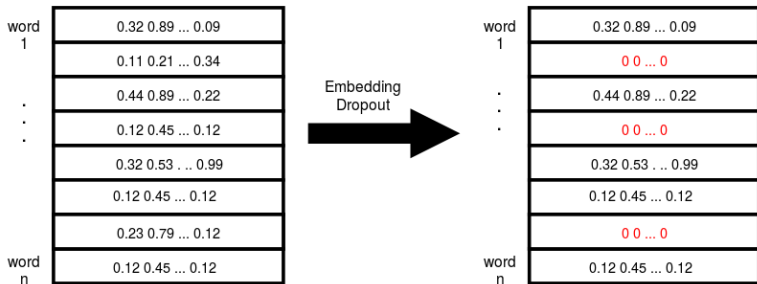 word
1
0.32 0.89 ... 0.09
0.11 0.21 ... 0.34
.
.
.
0.44 0.89 ... 0.22
0.12 0.45 ... 0.12
0.32 0.53 . .. 0.99
0.12 0.45 ... 0.12
0.23 0.79 ... 0.12
word
n
0.12 0.45 ... 0.12
Embedding
Dropout
word
1
0.32 0.89 ... 0.09
0 0 ... 0
.
.
.
0.44 0.89 ... 0.22
0 0 ... 0
0.32 0.53 . .. 0.99
0.12 0.45 ... 0.12
0 0 ... 0
word
n
0.12 0.45 ... 0.12